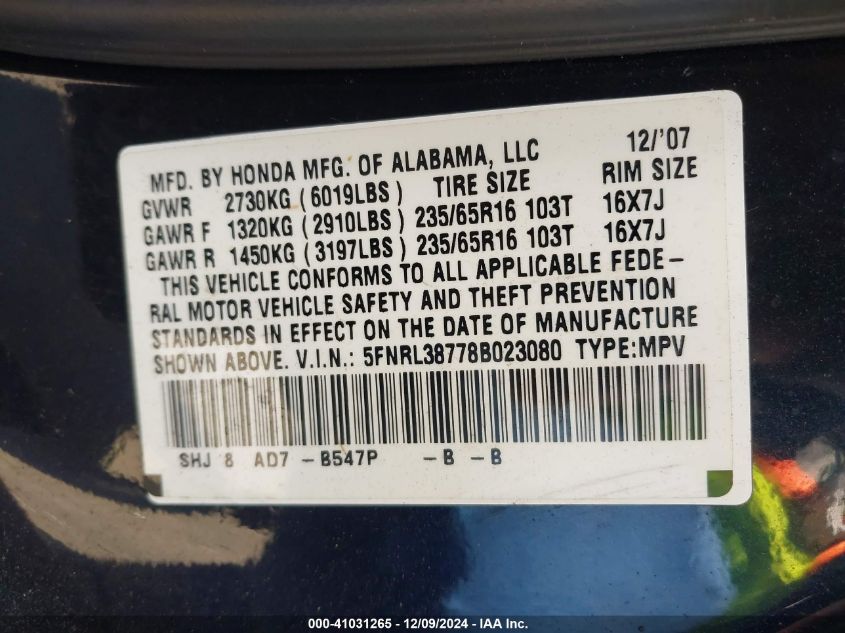 MFD. BY HONDA MFG. OF ALABAMA, LLC 12/'07
GVWR 2730KG (6019LBS) TIRE SIZE RIM SIZE
GAWR F 1320KG (2910LBS) 235/65R16 103T 16X7J
GAWR R 1450KG (3197LBS) 235/65R16 103T 16X7J
THIS VEHICLE CONFORMS TO ALL APPLICABLE FEDE-
RAL MOTOR VEHICLE SAFETY AND THEFT PREVENTION
STANDARDS IN EFFECT ON THE DATE OF MANUFACTURE
SHOWN ABOVE. V.I.N.: 5FNRL38778B023080 TYPE:MPV
SHJ 8 AD7 -B547P -B -B
000-41031265 - 12/09/2024 - IAA Inc.